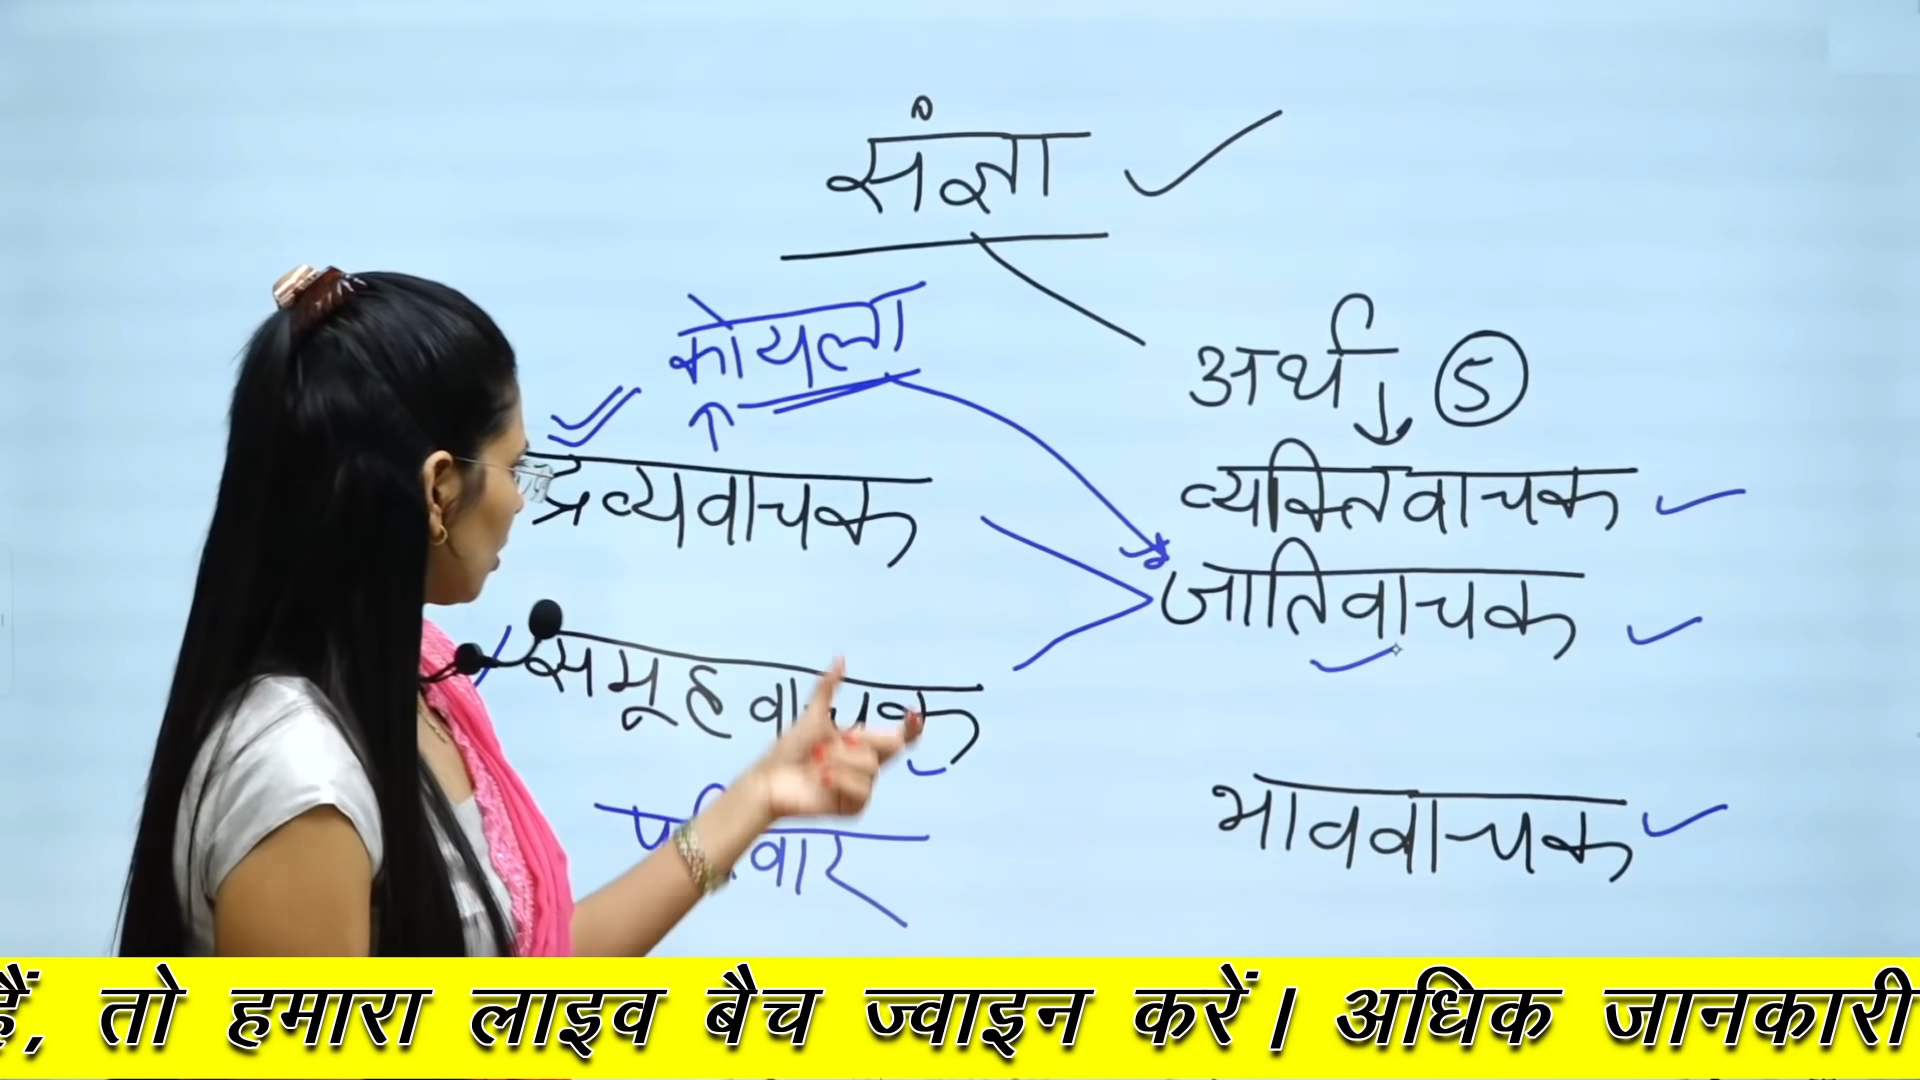 संज्ञा
कोयला
अर्थ ↓ 5
द्रव्यवाचक
व्यक्तिवाचक
जातिवाचक
समूहवाचक
परिवार
भाववाचक
हैं, तो हमारा लाइव बैच ज्वाइन करें। अधिक जानकारी